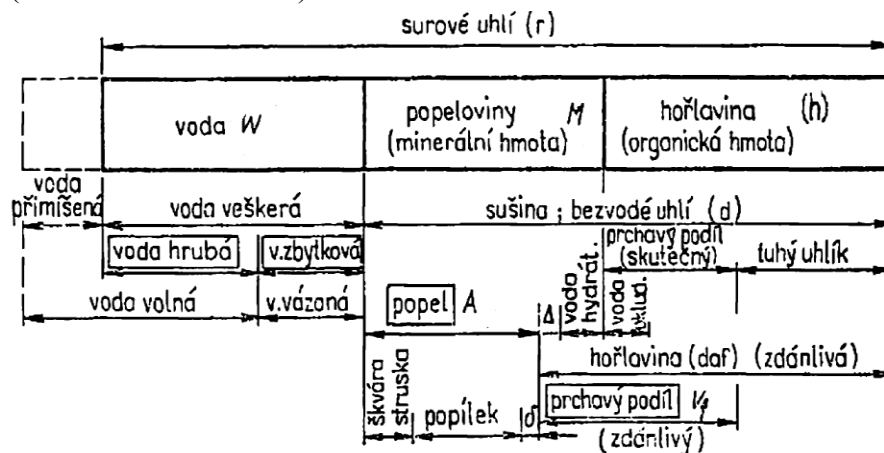 surové uhlí (r)
voda W
popeloviny M
(minerální hmota)
hořlavina (h)
(organická hmota)
voda
přimíšená
voda veškerá
sušina ; bezvodé uhlí (d)
voda hrubá
v.zbytková
prchavý podíl
(skutečný)
tuhý uhlík
voda volná
v.vázaná
popel A
Δ
voda
hydrát.
voda
hořlavina (daf) (zdánlivá)
škvára
struska
popílek
δ
prchavý podíl
(zdánlivý)